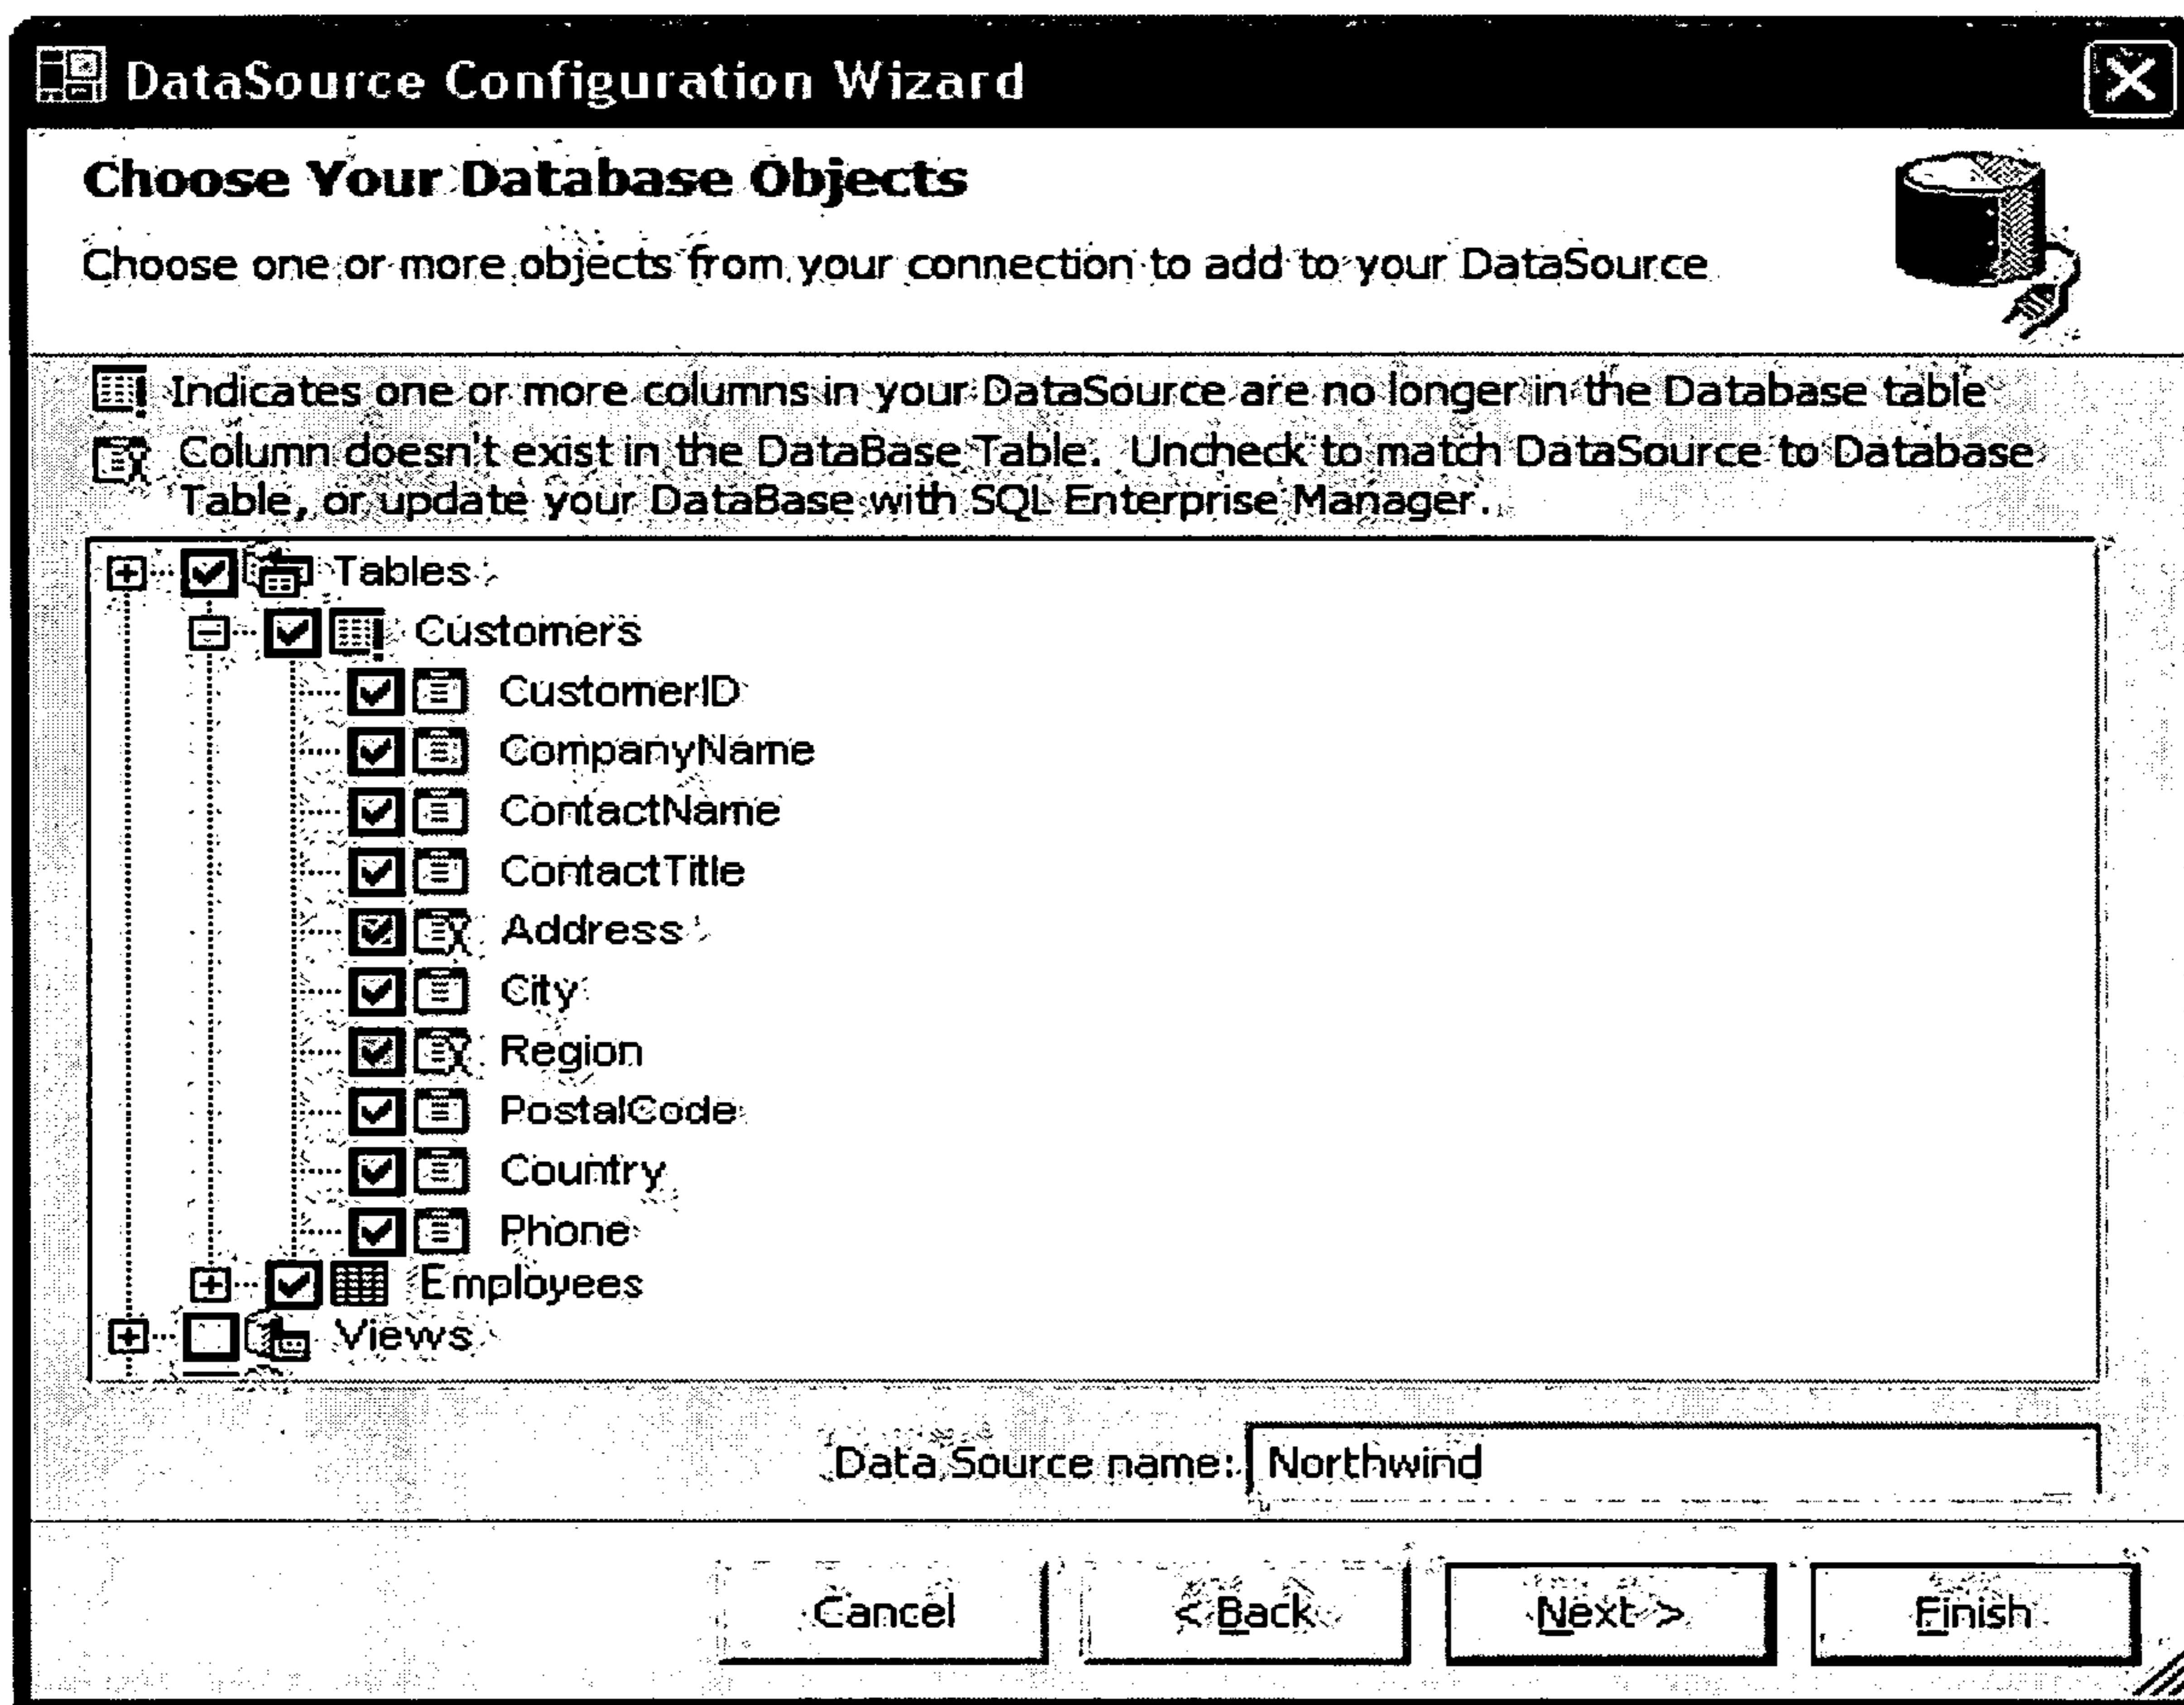 DataSource Configuration Wizard
Choose Your Database Objects
Choose one or more objects from your connection to add to your DataSource
Indicates one or more columns in your DataSource are no longer in the Database table
Column doesn't exist in the DataBase Table. Uncheck to match DataSource to Database
Table, or update your DataBase with SQL Enterprise Manager.
Tables
Customers
CustomerID
CompanyName
ContactName
ContactTitle
Address
City
Region
PostalCode
Country
Phone
Employees
Views
Data Source name: Northwind
Cancel < Back Next > Finish